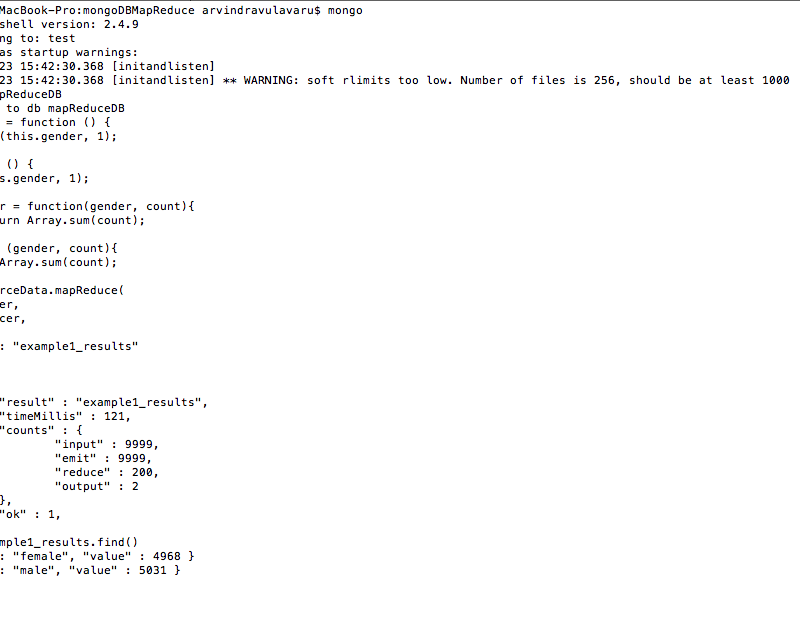 MacBook-Pro:mongoDBMapReduce arvindravulavaru$ mongo
shell version: 2.4.9
ng to: test
as startup warnings:
23 15:42:30.368 [initandlisten]
23 15:42:30.368 [initandlisten] ** WARNING: soft rlimits too low. Number of files is 256, should be at least 1000
pReduceDB
to db mapReduceDB
= function () {
(this.gender, 1);
() {
s.gender, 1);
r = function(gender, count){
urn Array.sum(count);
(gender, count){
Array.sum(count);
rceData.mapReduce(
er,
cer,
: "example1_results"
"result" : "example1_results",
"timeMillis" : 121,
"counts" : {
"input" : 9999,
"emit" : 9999,
"reduce" : 200,
"output" : 2
},
"ok" : 1,
mple1_results.find()
: "female", "value" : 4968 }
: "male", "value" : 5031 }